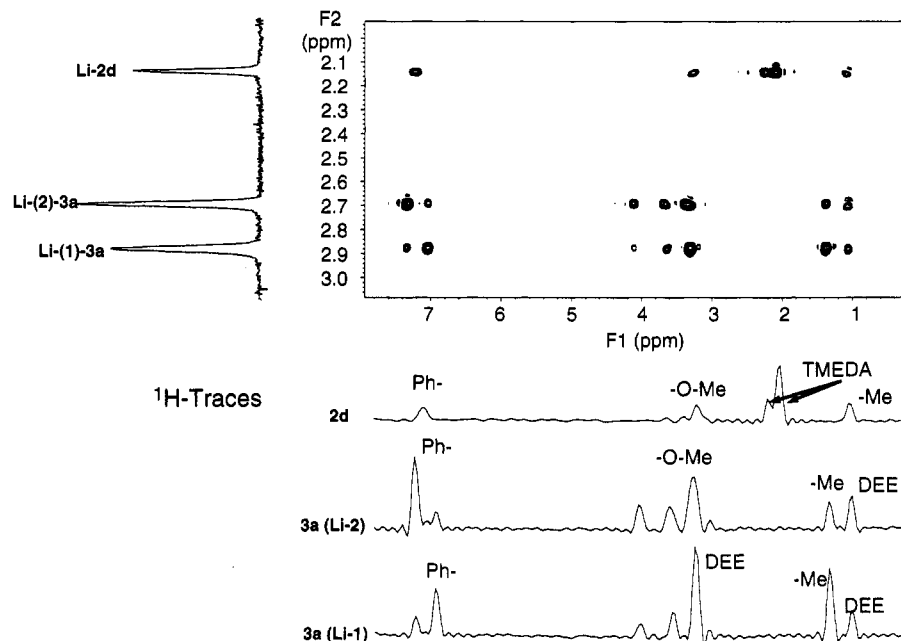 F2
(ppm)
2.1
2.2
2.3
2.4
2.5
2.6
2.7
2.8
2.9
3.0
Li-2d
Li-(2)-3a
Li-(1)-3a
7 6 5 4 3 2 1
F1 (ppm)
¹H-Traces
Ph-
-O-Me
TMEDA
-Me
2d
Ph-
-O-Me
-Me
DEE
3a (Li-2)
Ph-
DEE
-Me
DEE
3a (Li-1)